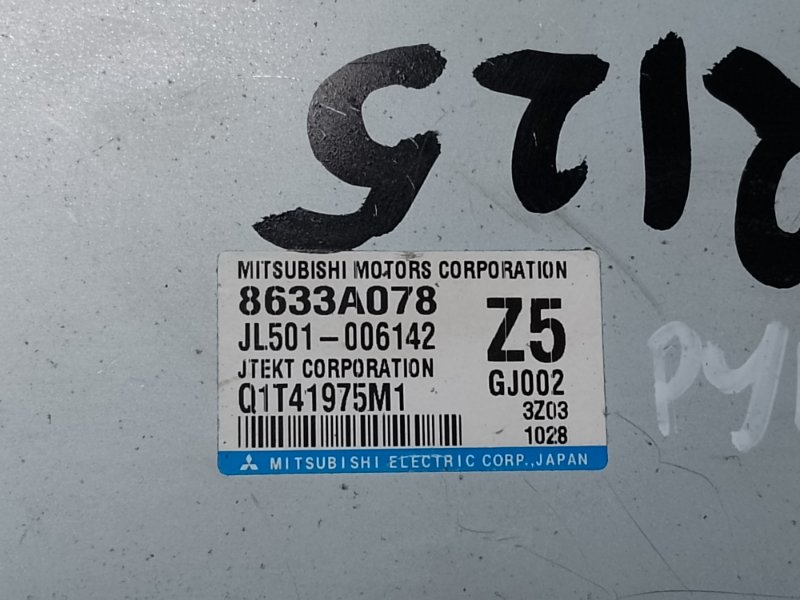 MITSUBISHI MOTORS CORPORATION
8633A078
Z5
JL501-006142
JTEKT CORPORATION
GJ002
Q1T41975M1
3Z03
1028
MITSUBISHI ELECTRIC CORP., JAPAN